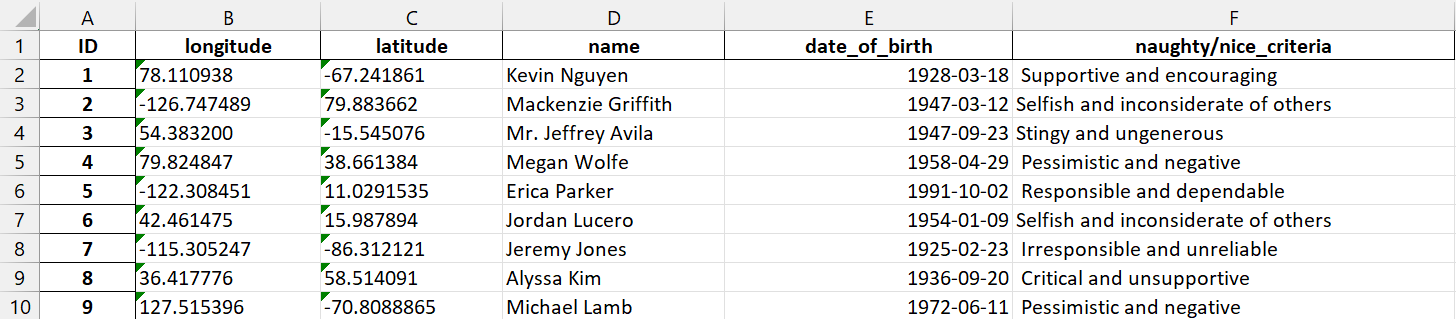 A B C D E F
1 ID longitude latitude name date_of_birth naughty/nice_criteria
2 1 78.110938 -67.241861 Kevin Nguyen 1928-03-18 Supportive and encouraging
3 2 -126.747489 79.883662 Mackenzie Griffith 1947-03-12 Selfish and inconsiderate of others
4 3 54.383200 -15.545076 Mr. Jeffrey Avila 1947-09-23 Stingy and ungenerous
5 4 79.824847 38.661384 Megan Wolfe 1958-04-29 Pessimistic and negative
6 5 -122.308451 11.0291535 Erica Parker 1991-10-02 Responsible and dependable
7 6 42.461475 15.987894 Jordan Lucero 1954-01-09 Selfish and inconsiderate of others
8 7 -115.305247 -86.312121 Jeremy Jones 1925-02-23 Irresponsible and unreliable
9 8 36.417776 58.514091 Alyssa Kim 1936-09-20 Critical and unsupportive
10 9 127.515396 -70.8088865 Michael Lamb 1972-06-11 Pessimistic and negative